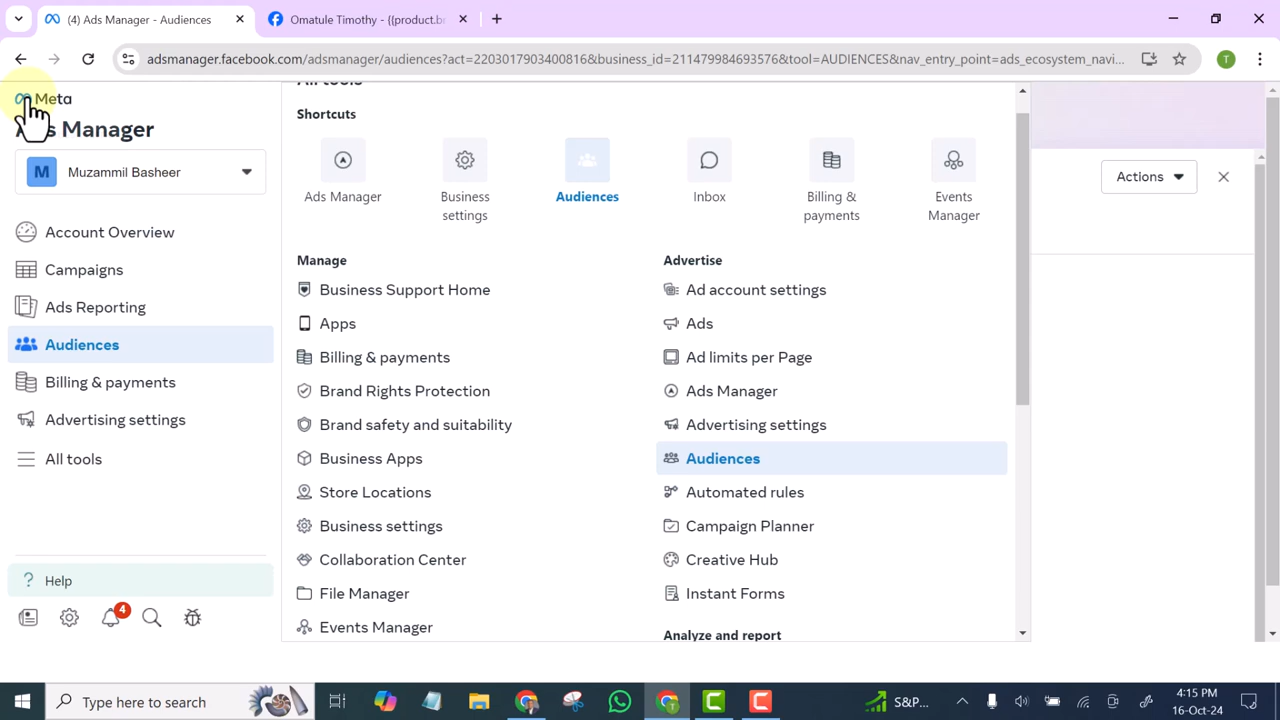 (4) Ads Manager - Audiences
Omatule Timothy - {{product.br
adsmanager.facebook.com/adsmanager/audiences?act=2203017903400816&business_id=2114799846935768&tool=AUDIENCES&nav_entry_point=ads_ecosystem_navi...
T
Meta
Ads Manager
M
Muzammil Basheer
Account Overview
Campaigns
Ads Reporting
Audiences
Billing & payments
Advertising settings
All tools
Help
4
All tools
Shortcuts
Ads Manager
Business settings
Audiences
Inbox
Billing & payments
Events Manager
Manage
Business Support Home
Apps
Billing & payments
Brand Rights Protection
Brand safety and suitability
Business Apps
Store Locations
Business settings
Collaboration Center
File Manager
Events Manager
Advertise
Ad account settings
Ads
Ad limits per Page
Ads Manager
Advertising settings
Audiences
Automated rules
Campaign Planner
Creative Hub
Instant Forms
Analyze and report
Actions
Type here to search
S&P...
4:15 PM
16-Oct-24